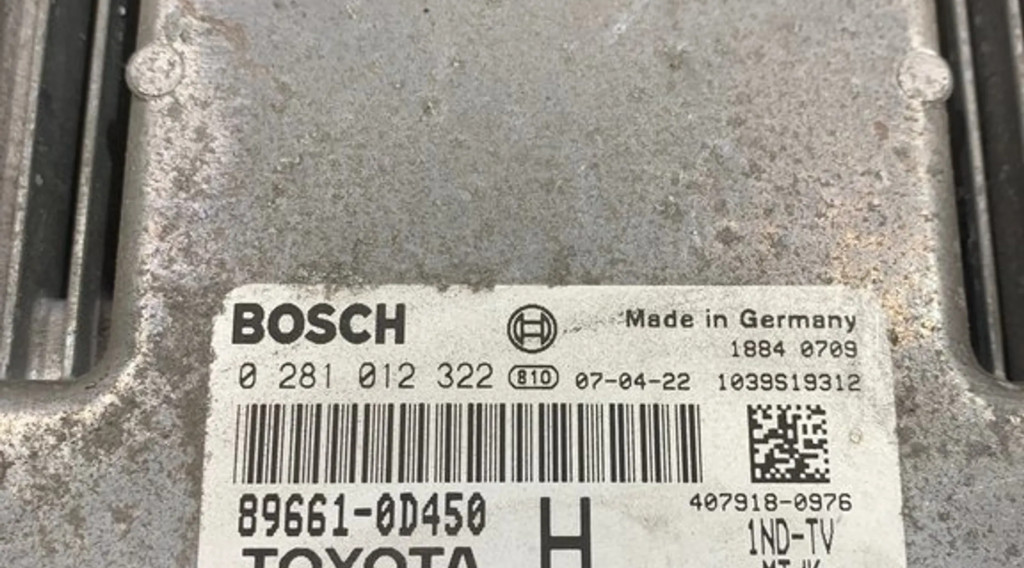 BOSCH Made in Germany
1884 0709
0 281 012 322 810 07-04-22 1039S19312
407918-0976
89661-0D450 H 1ND-TV
TOYOTA